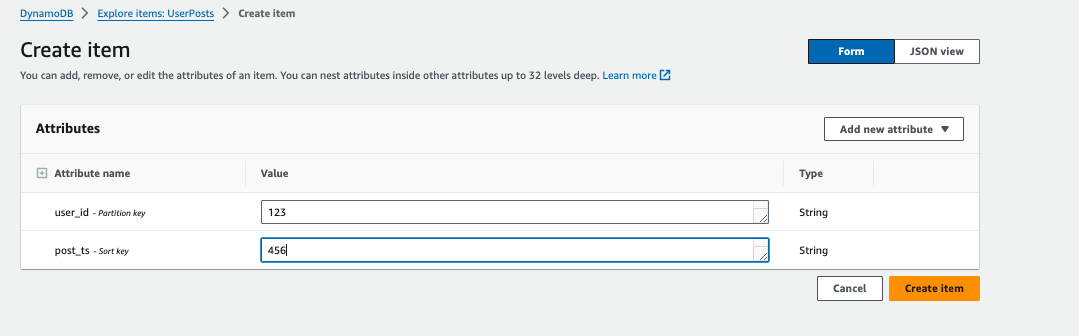 DynamoDB > Explore items: UserPosts > Create item
Create item
Form JSON view
You can add, remove, or edit the attributes of an item. You can nest attributes inside other attributes up to 32 levels deep. Learn more
Attributes
Add new attribute
Attribute name Value Type
user_id - Partition key 123 String
post_ts - Sort key 456 String
Cancel Create item